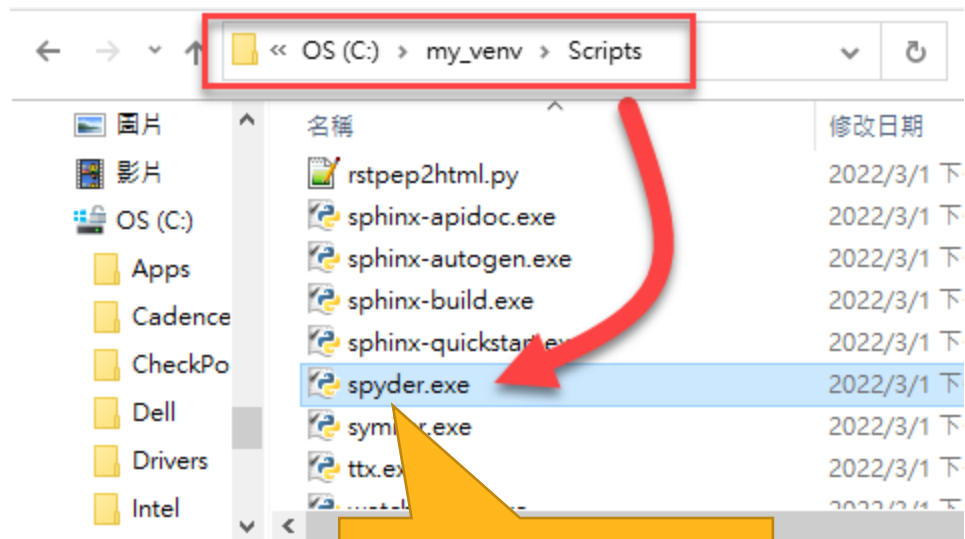 « OS (C:) › my_venv › Scripts
圖片
影片
OS (C:)
Apps
Cadence
CheckPo
Dell
Drivers
Intel
名稱 修改日期
rstpep2html.py 2022/3/1 下
sphinx-apidoc.exe 2022/3/1 下
sphinx-autogen.exe 2022/3/1 下
sphinx-build.exe 2022/3/1 下
sphinx-quickstart.ex 2022/3/1 下
spyder.exe 2022/3/1 下
.exe 2022/3/1 下
ttx.ex 2022/3/1 下